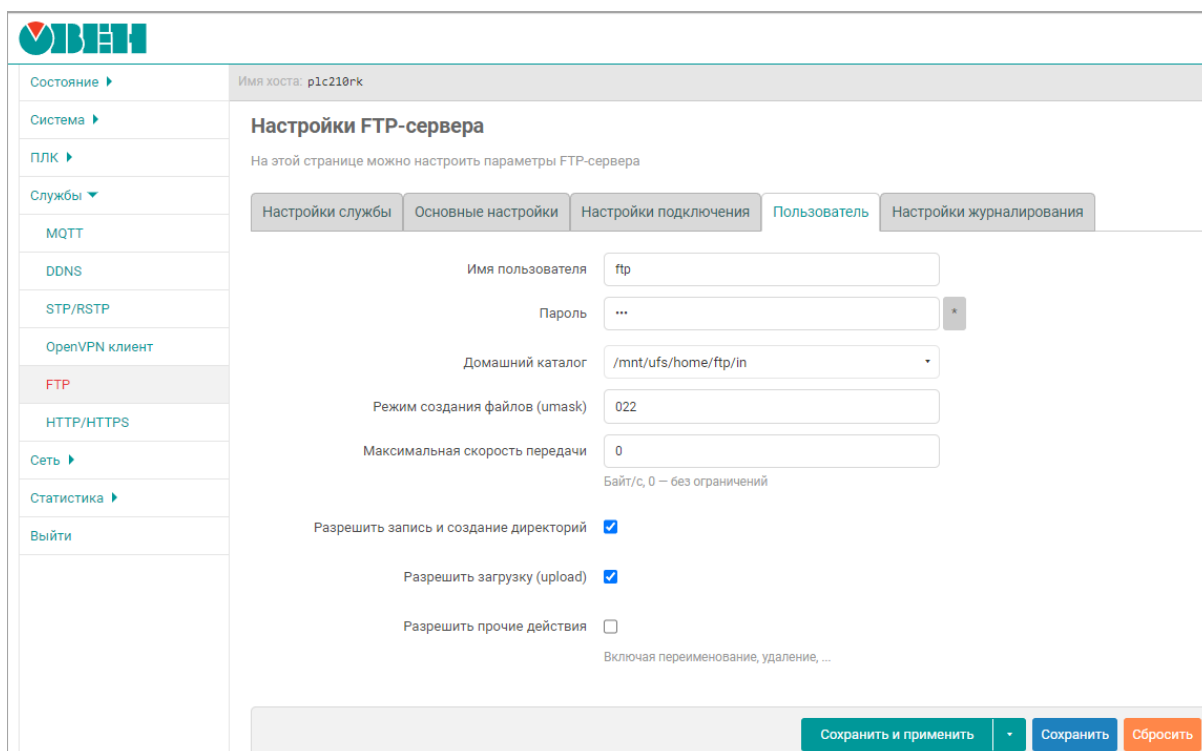 ОВЕН
Состояние
Имя хоста: plc210rk
Система
ПЛК
Службы
MQTT
DDNS
STP/RSTP
OpenVPN клиент
FTP
HTTP/HTTPS
Сеть
Статистика
Выйти
Настройки FTP-сервера
На этой странице можно настроить параметры FTP-сервера
Настройки службы Основные настройки Настройки подключения Пользователь Настройки журналирования
Имя пользователя ftp
Пароль ••• *
Домашний каталог /mnt/ufs/home/ftp/in
Режим создания файлов (umask) 022
Максимальная скорость передачи 0
Байт/с, 0 — без ограничений
Разрешить запись и создание директорий
Разрешить загрузку (upload)
Разрешить прочие действия
Включая переименование, удаление, ...
Сохранить и применить Сохранить Сбросить